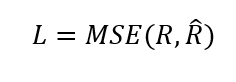 L = MSE(R, R̂)